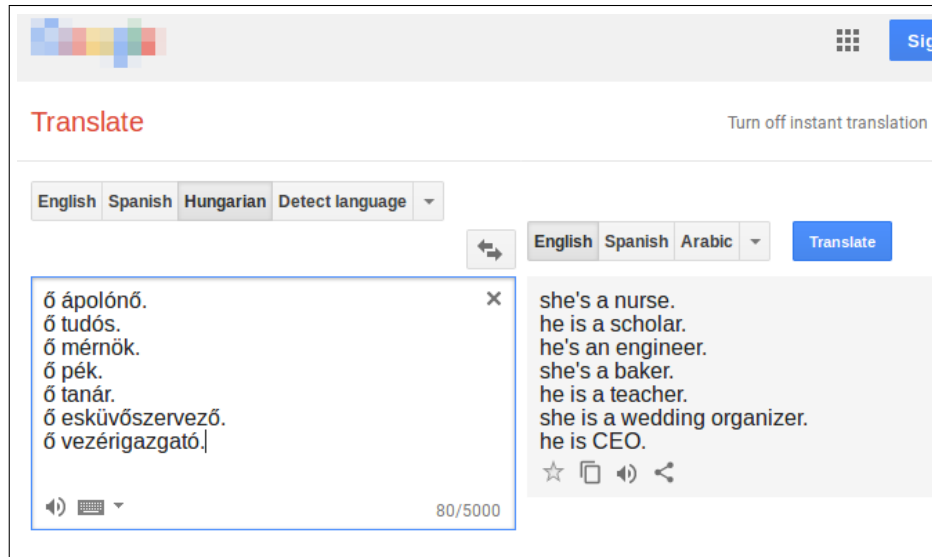 Sig
Translate
Turn off instant translation
English Spanish Hungarian Detect language
English Spanish Arabic Translate
ő ápolónő.
ő tudós.
ő mérnök.
ő pék.
ő tanár.
ő esküvőszervező.
ő vezérigazgató.
80/5000
she's a nurse.
he is a scholar.
he's an engineer.
she's a baker.
he is a teacher.
she is a wedding organizer.
he is CEO.